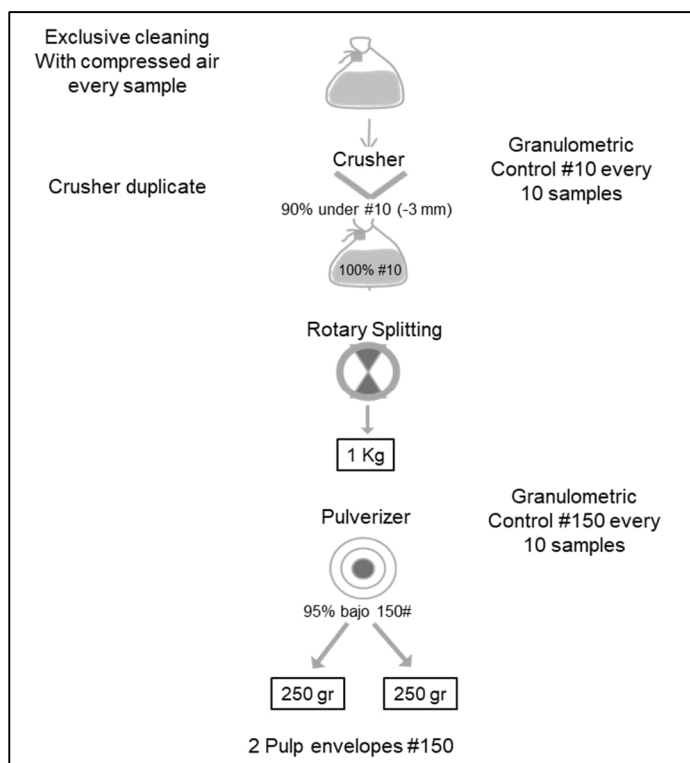 Exclusive cleaning
With compressed air
every sample
Crusher
Granulometric
Control #10 every
10 samples
Crusher duplicate
90% under #10 (-3 mm)
100% #10
Rotary Splitting
1 Kg
Pulverizer
Granulometric
Control #150 every
10 samples
95% bajo 150#
250 gr
250 gr
2 Pulp envelopes #150